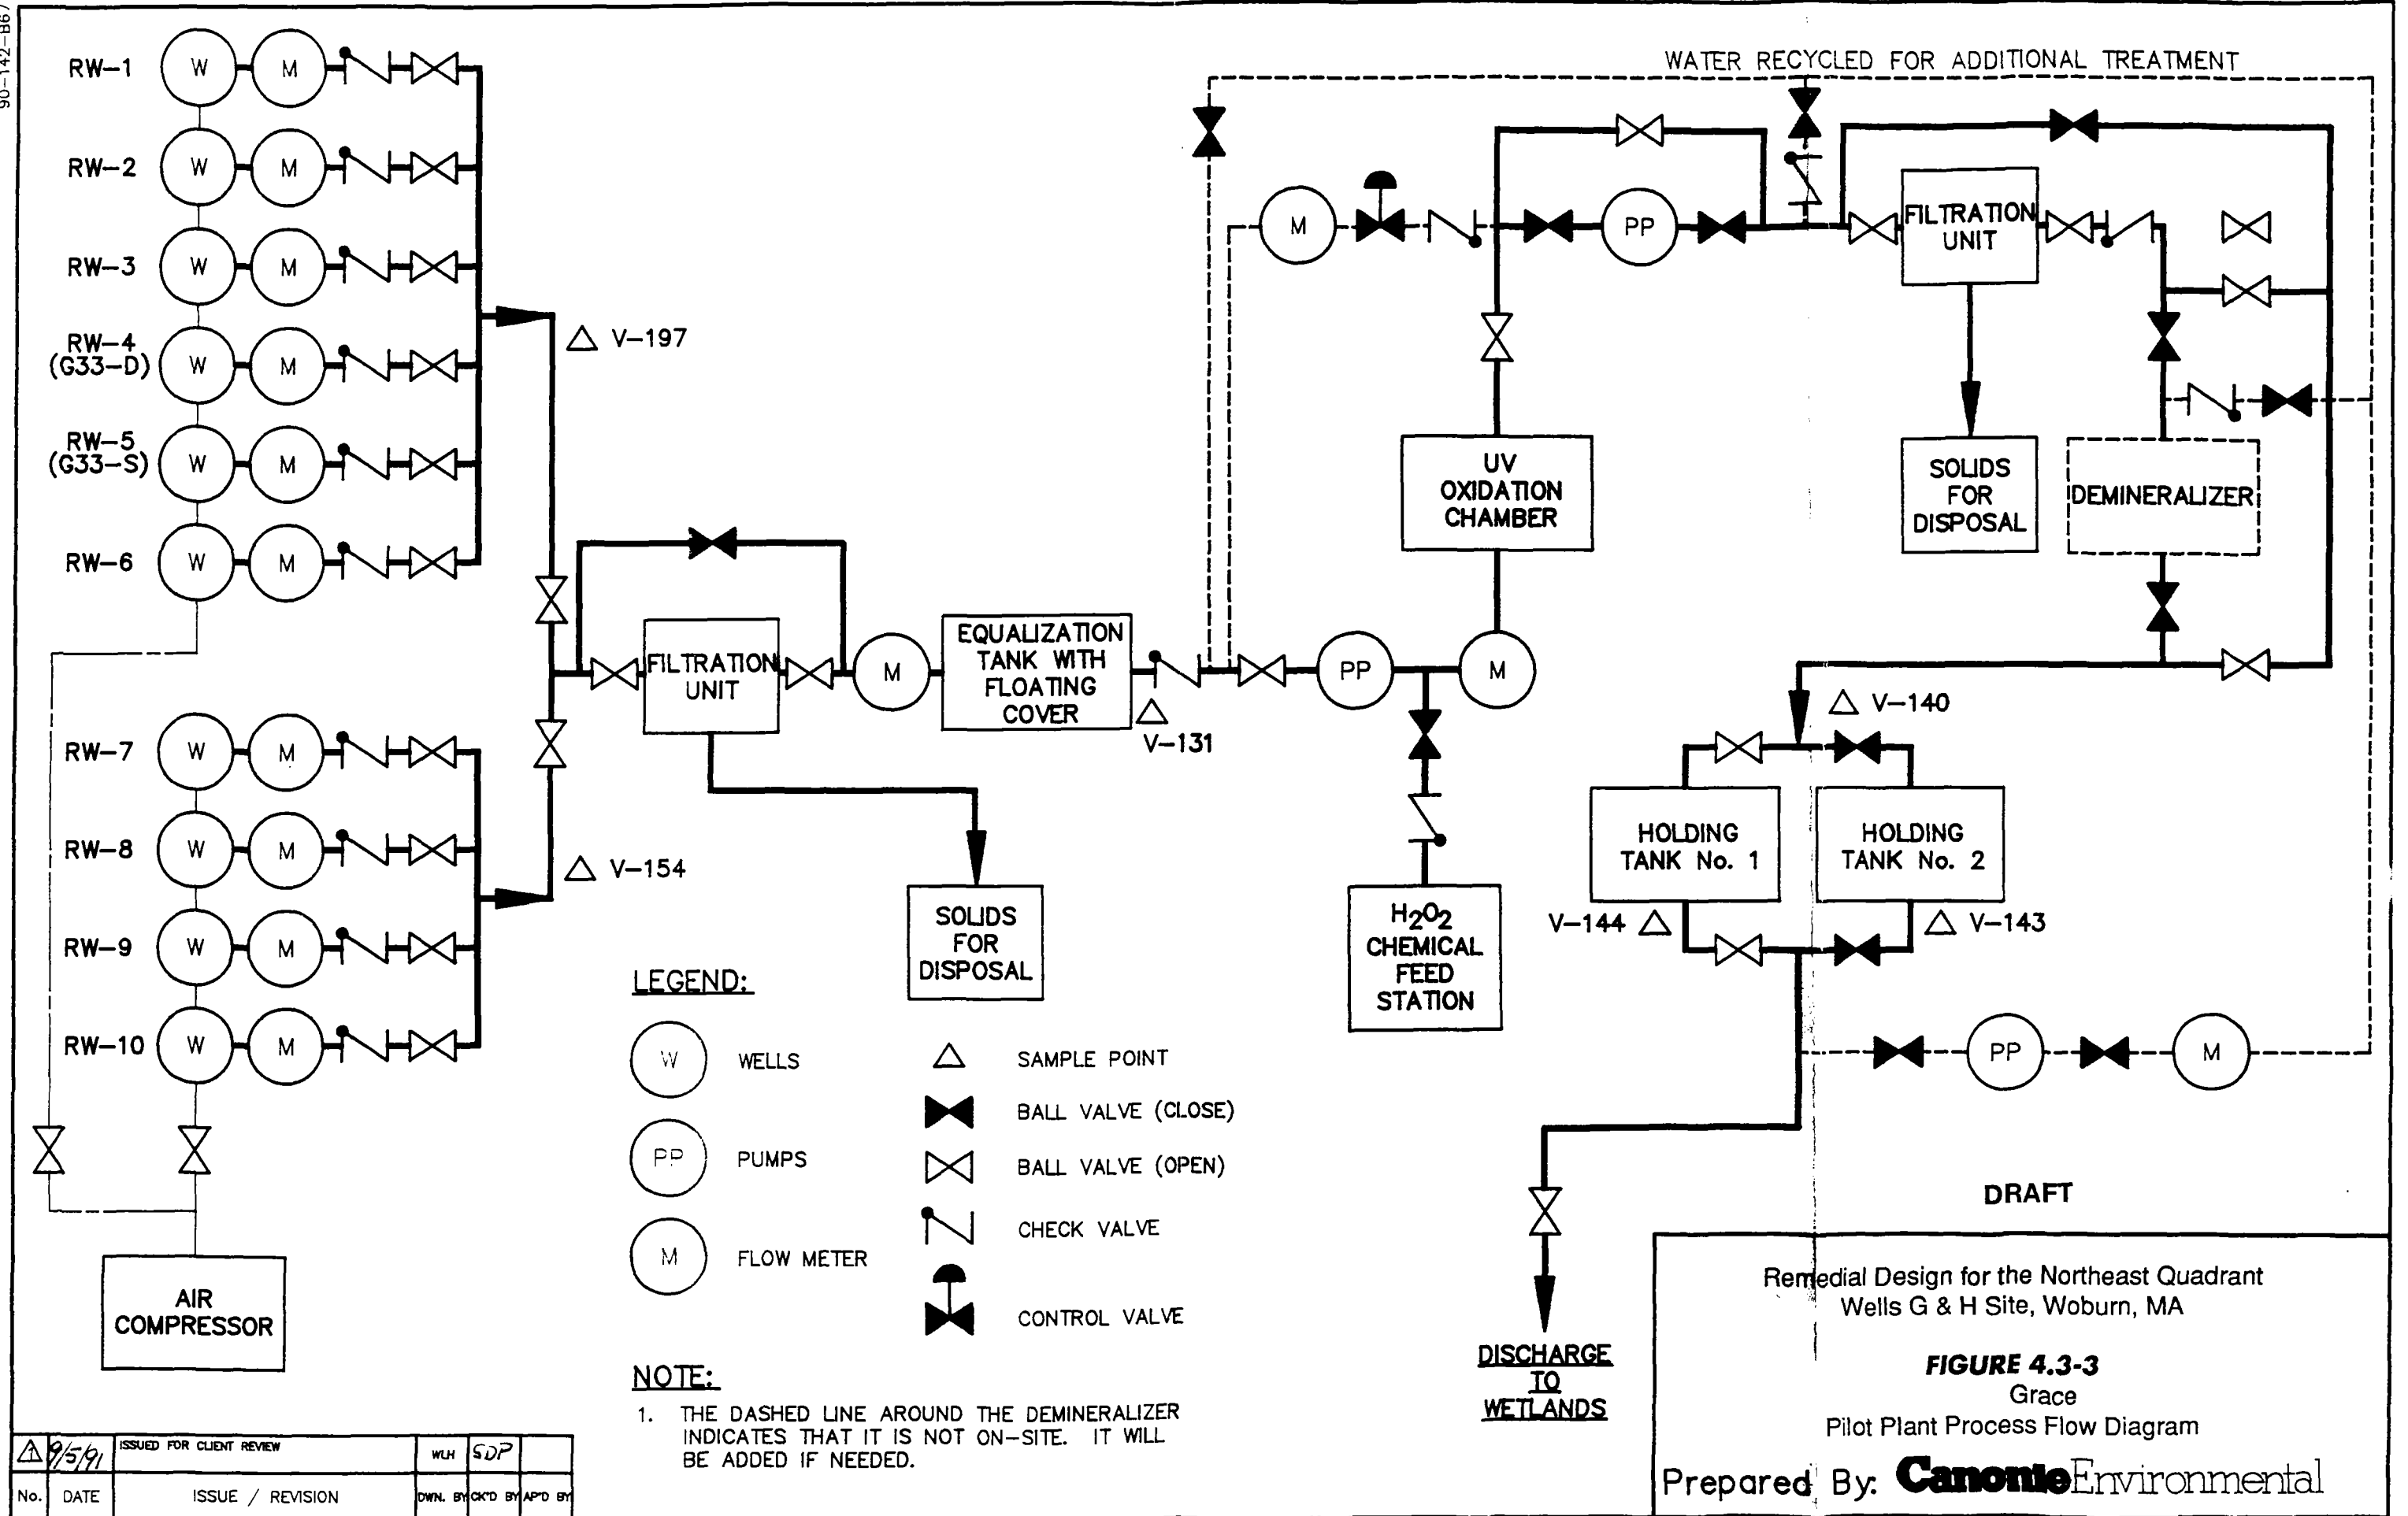 90-142-B67
WATER RECYCLED FOR ADDITIONAL TREATMENT
RW-1 W M
RW-2 W M
RW-3 W M
RW-4
(G33-D) W M
RW-5
(G33-S) W M
RW-6 W M
V-197
M PP
FILTRATION
UNIT
SOLIDS
FOR
DISPOSAL
DEMINERALIZER
UV
OXIDATION
CHAMBER
FILTRATION
UNIT
M
EQUALIZATION
TANK WITH
FLOATING
COVER
V-131
PP M
V-140
RW-7 W M
RW-8 W M
RW-9 W M
RW-10 W M
V-154
SOLIDS
FOR
DISPOSAL
H2O2
CHEMICAL
FEED
STATION
HOLDING
TANK No. 1
HOLDING
TANK No. 2
V-144
V-143
PP M
AIR
COMPRESSOR
LEGEND:
W WELLS
PP PUMPS
M FLOW METER
SAMPLE POINT
BALL VALVE (CLOSE)
BALL VALVE (OPEN)
CHECK VALVE
CONTROL VALVE
NOTE:
1. THE DASHED LINE AROUND THE DEMINERALIZER
INDICATES THAT IT IS NOT ON-SITE. IT WILL
BE ADDED IF NEEDED.
DISCHARGE
TO
WETLANDS
DRAFT
Remedial Design for the Northeast Quadrant
Wells G & H Site, Woburn, MA
FIGURE 4.3-3
Grace
Pilot Plant Process Flow Diagram
Prepared By: Canonie Environmental
1 9/5/91 ISSUED FOR CLIENT REVIEW WLH SDP
No. DATE ISSUE / REVISION DWN. BY CK'D BY AP'D BY